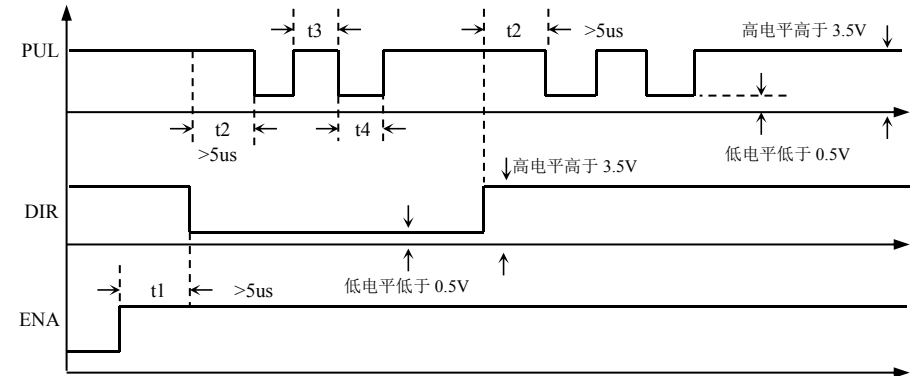 t3
t2 >5us
高电平高于 3.5V
PUL
t2
>5us
t4
低电平低于 0.5V
高电平高于 3.5V
DIR
低电平低于 0.5V
t1 >5us
ENA